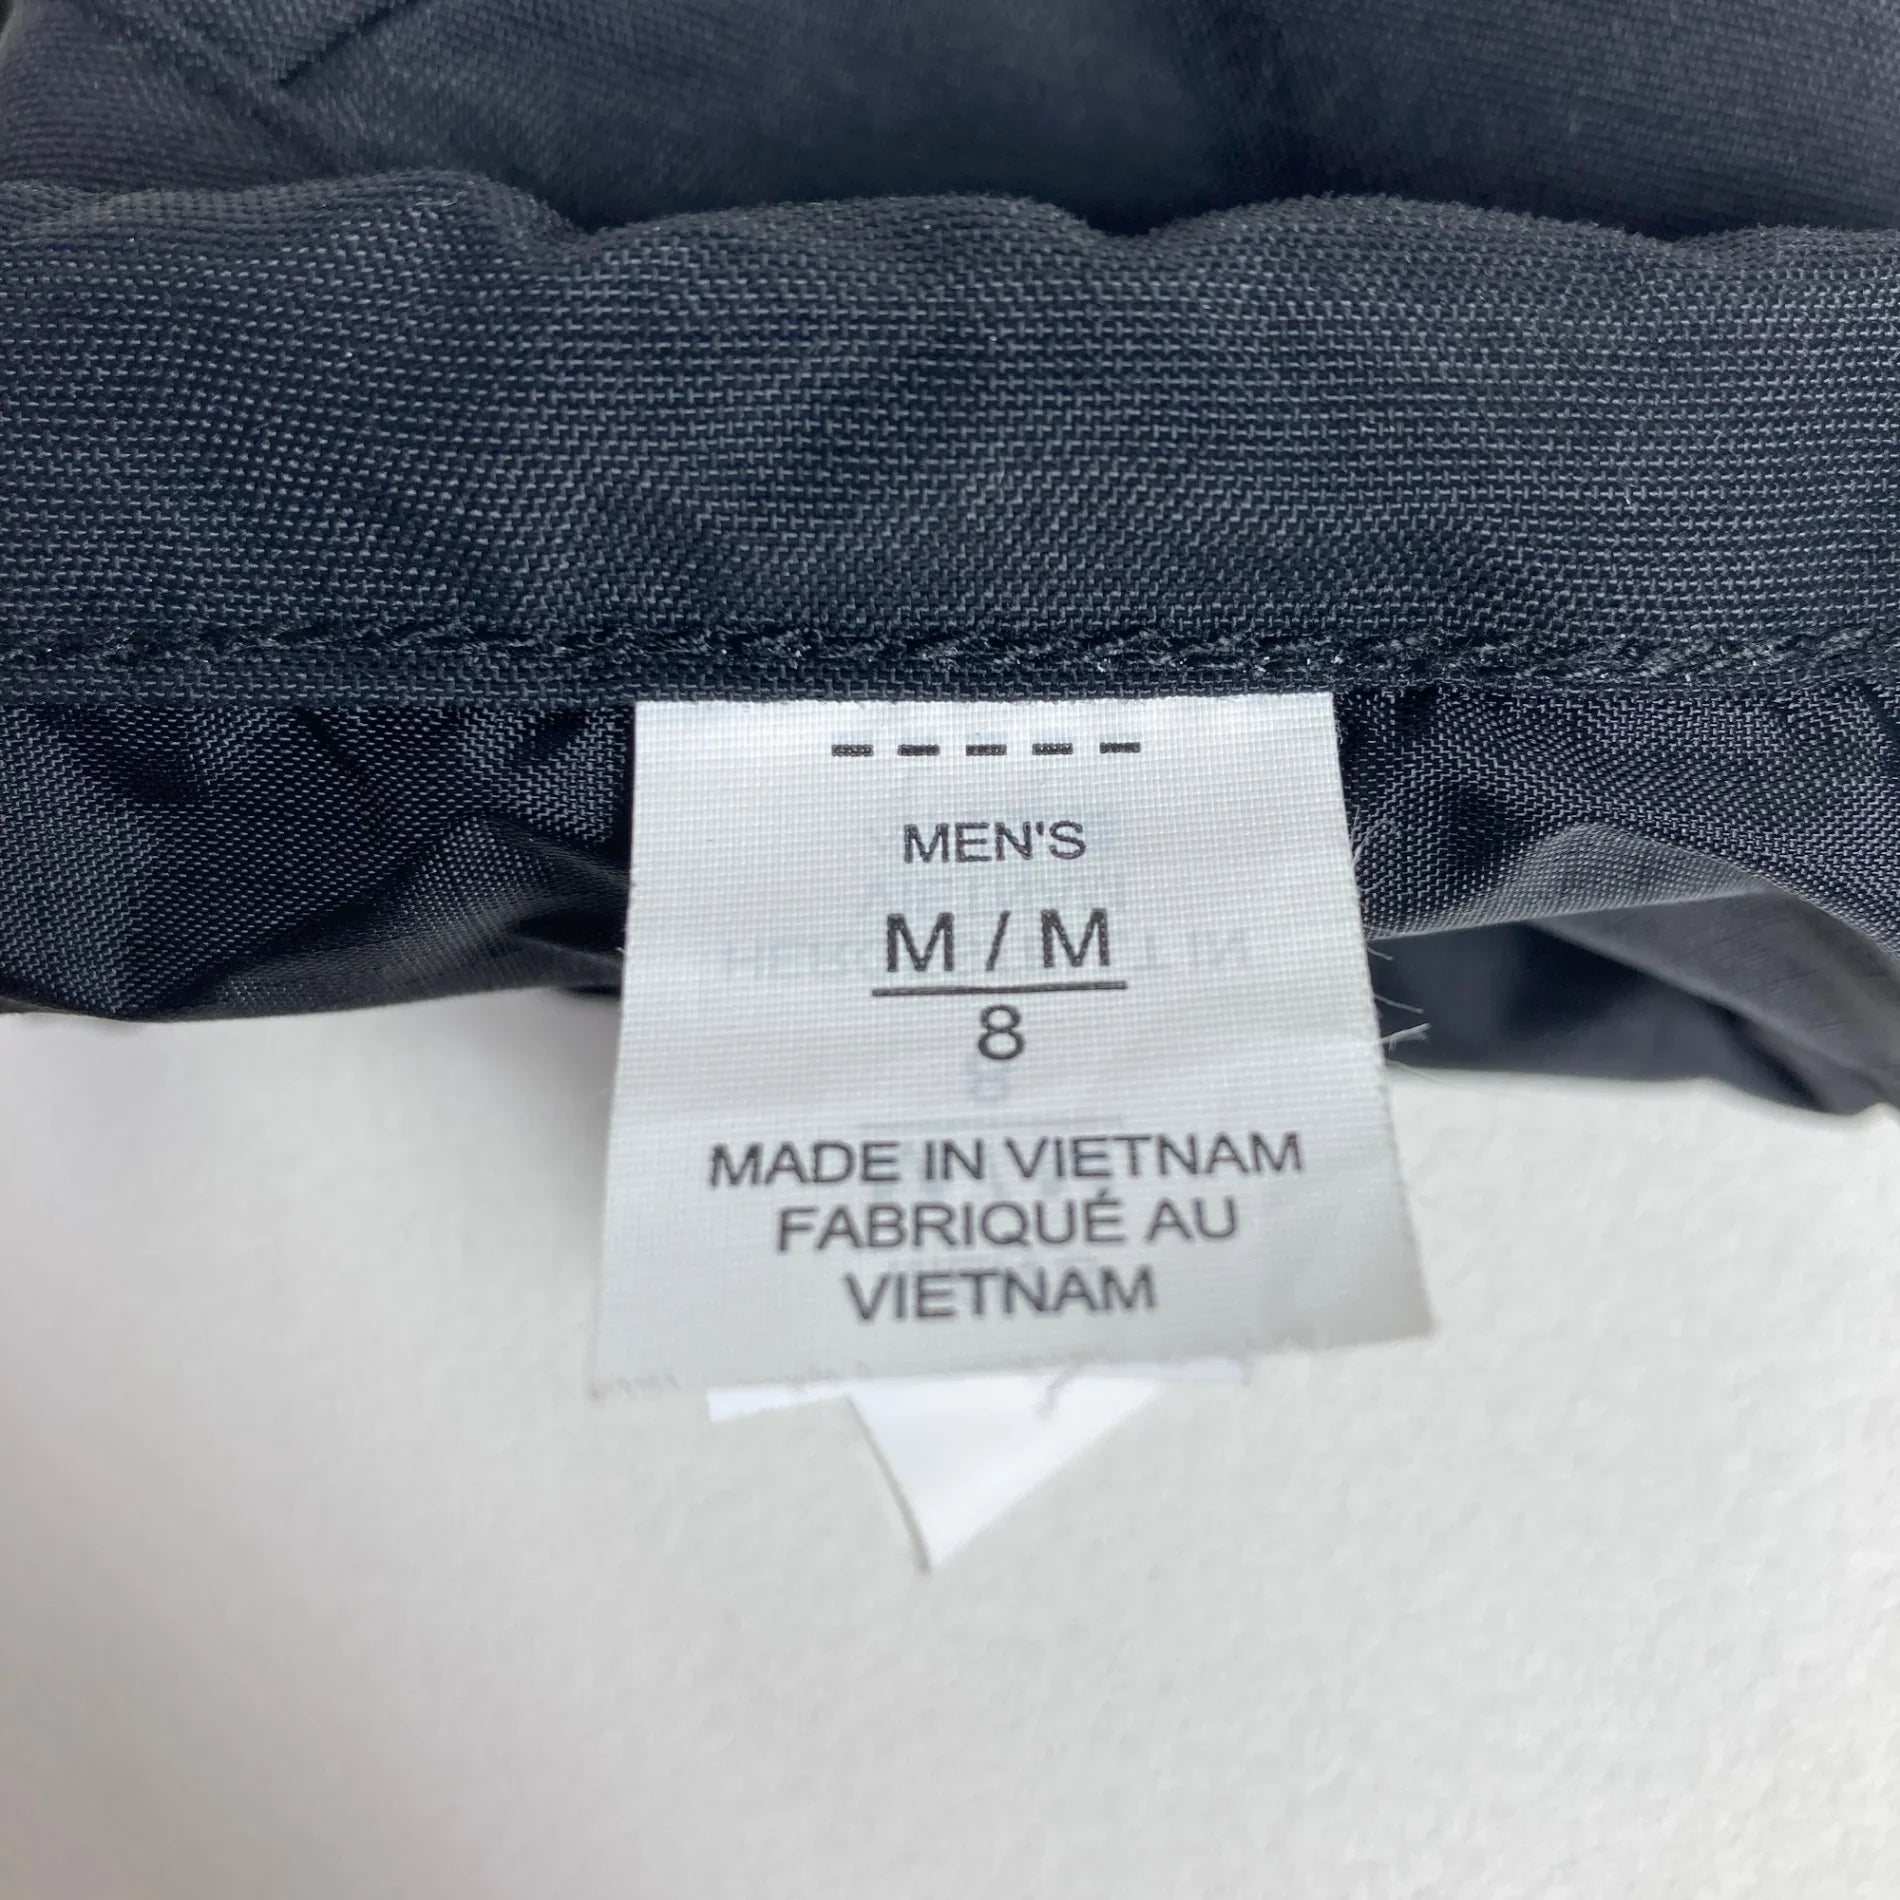 MEN'S
M / M
8
MADE IN VIETNAM
FABRIQUÉ AU
VIETNAM